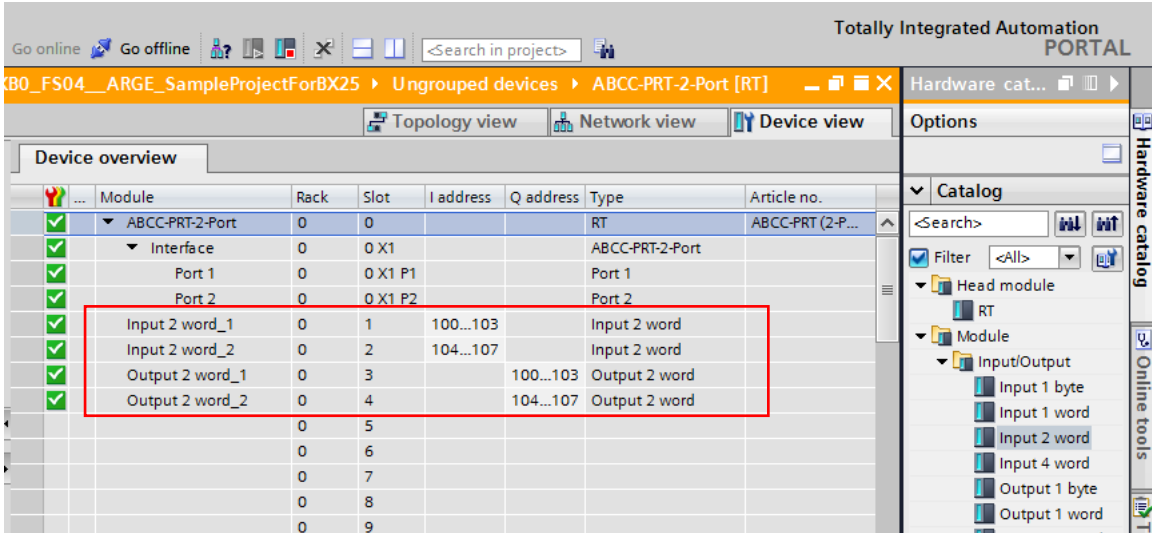 Totally Integrated Automation
PORTAL
Go online Go offline <Search in project>
XB0_FS04__ARGE_SampleProjectForBX25 Ungrouped devices ABCC-PRT-2-Port [RT]
Hardware cat...
Topology view Network view Device view
Options
Device overview
... Module Rack Slot I address Q address Type Article no.
ABCC-PRT-2-Port 0 0 RT ABCC-PRT (2-P...
Interface 0 0 X1 ABCC-PRT-2-Port
Port 1 0 0 X1 P1 Port 1
Port 2 0 0 X1 P2 Port 2
Input 2 word_1 0 1 100...103 Input 2 word
Input 2 word_2 0 2 104...107 Input 2 word
Output 2 word_1 0 3 100...103 Output 2 word
Output 2 word_2 0 4 104...107 Output 2 word
0 5
0 6
0 7
0 8
0 9
Catalog
<Search>
Filter <All>
Head module
RT
Module
Input/Output
Input 1 byte
Input 1 word
Input 2 word
Input 4 word
Output 1 byte
Output 1 word
Hardware catalog
Online tools